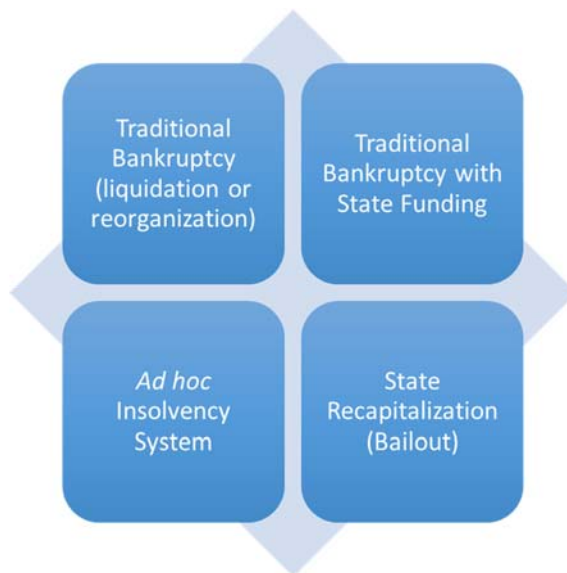 Traditional
Bankruptcy
(liquidation or
reorganization)
Traditional
Bankruptcy with
State Funding
Ad hoc
Insolvency
System
State
Recapitalization
(Bailout)